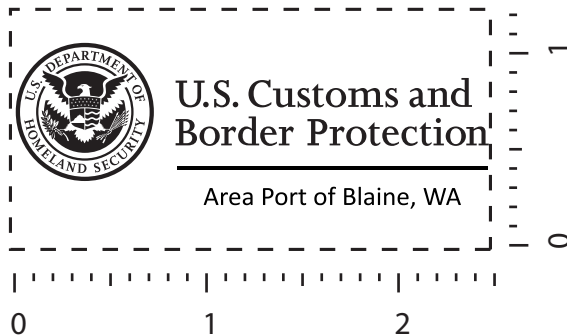 U.S. DEPARTMENT OF
HOMELAND SECURITY
U.S. Customs and
Border Protection
Area Port of Blaine, WA
1
0
0 1 2